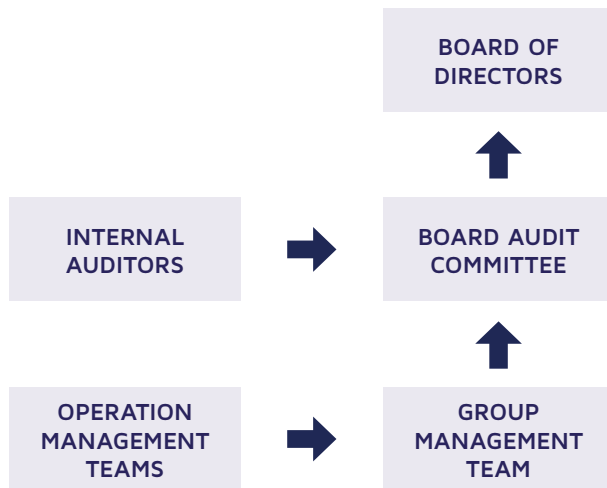 BOARD OF
DIRECTORS
INTERNAL
AUDITORS
BOARD AUDIT
COMMITTEE
OPERATION
MANAGEMENT
TEAMS
GROUP
MANAGEMENT
TEAM